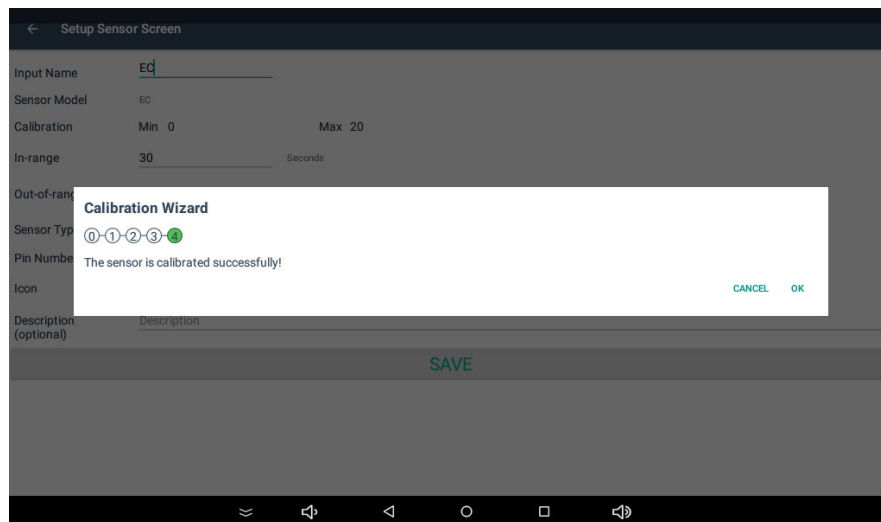 Setup Sensor Screen
Input Name EC
Sensor Model EC
Calibration Min 0 Max 20
In-range 30 Seconds
Out-of-rang
Calibration Wizard
Sensor Typ
0 1 2 3 4
Pin Numbe
The sensor is calibrated successfully!
Icon
CANCEL OK
Description Description
(optional)
SAVE